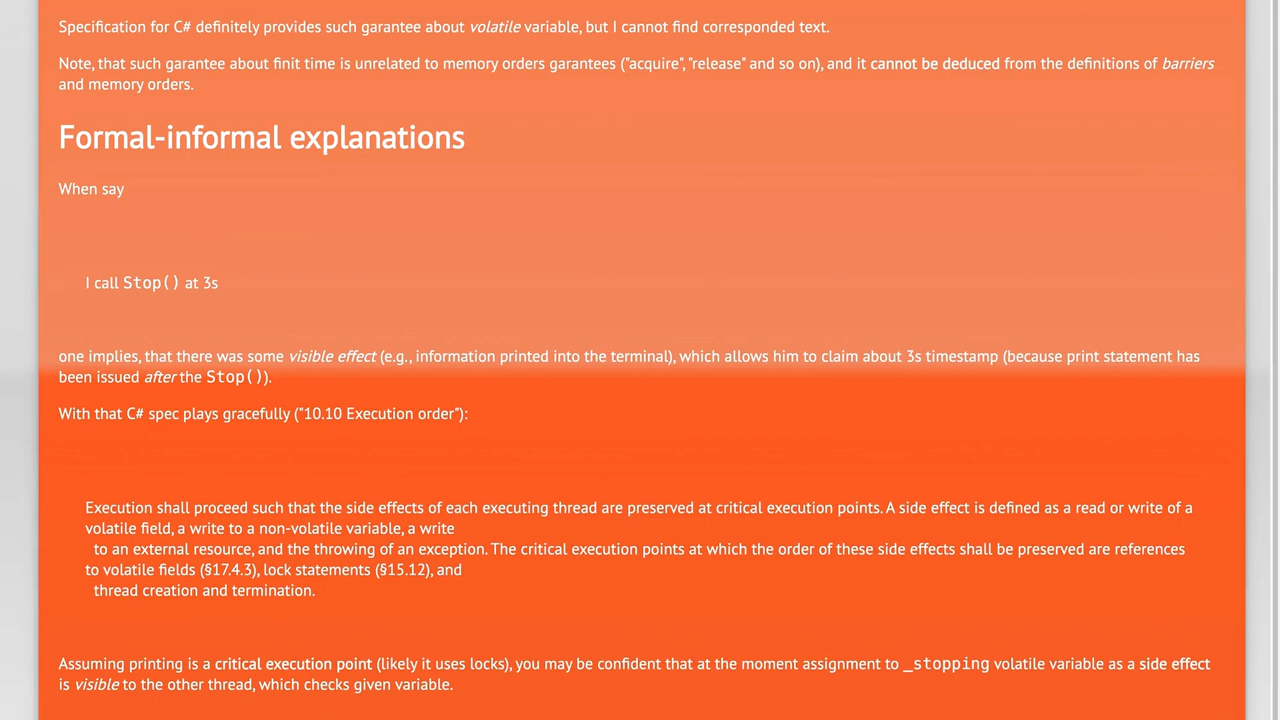 Specification for C# definitely provides such garantee about volatile variable, but I cannot find corresponded text.
Note, that such garantee about finit time is unrelated to memory orders garantees ("acquire", "release" and so on), and it cannot be deduced from the definitions of barriers
and memory orders.
Formal-informal explanations
When say
I call Stop() at 3s
one implies, that there was some visible effect (e.g., information printed into the terminal), which allows him to claim about 3s timestamp (because print statement has
been issued after the Stop()).
With that C# spec plays gracefully ("10.10 Execution order"):
Execution shall proceed such that the side effects of each executing thread are preserved at critical execution points. A side effect is defined as a read or write of a
volatile field, a write to a non-volatile variable, a write
to an external resource, and the throwing of an exception. The critical execution points at which the order of these side effects shall be preserved are references
to volatile fields (§17.4.3), lock statements (§15.12), and
thread creation and termination.
Assuming printing is a critical execution point (likely it uses locks), you may be confident that at the moment assignment to _stopping volatile variable as a side effect
is visible to the other thread, which checks given variable.